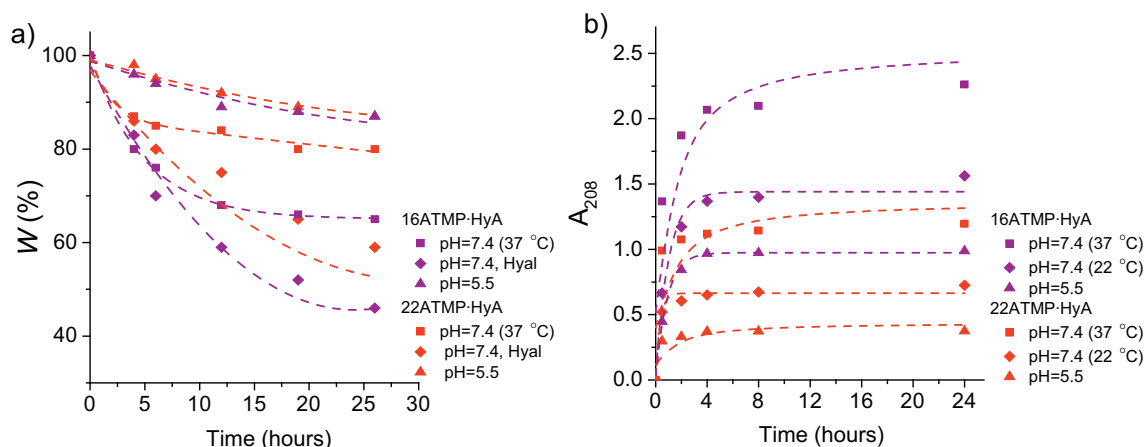 a)
W (%)
100
80
60
40
0 5 10 15 20 25 30
Time (hours)
16ATMP·HyA
pH=7.4 (37 °C)
pH=7.4, Hyal
pH=5.5
22ATMP·HyA
pH=7.4 (37 °C)
pH=7.4, Hyal
pH=5.5
b)
A208
2.5
2.0
1.5
1.0
0.5
0.0
0 4 8 12 16 20 24
Time (hours)
16ATMP·HyA
pH=7.4 (37 °C)
pH=7.4 (22 °C)
pH=5.5
22ATMP·HyA
pH=7.4 (37 °C)
pH=7.4 (22 °C)
pH=5.5